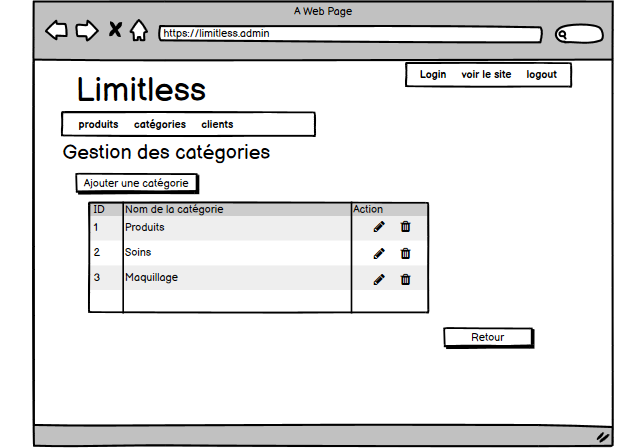 A Web Page
https://limitless.admin
Login voir le site logout
Limitless
produits catégories clients
Gestion des catégories
Ajouter une catégorie
ID Nom de la catégorie Action
1 Produits
2 Soins
3 Maquillage
Retour